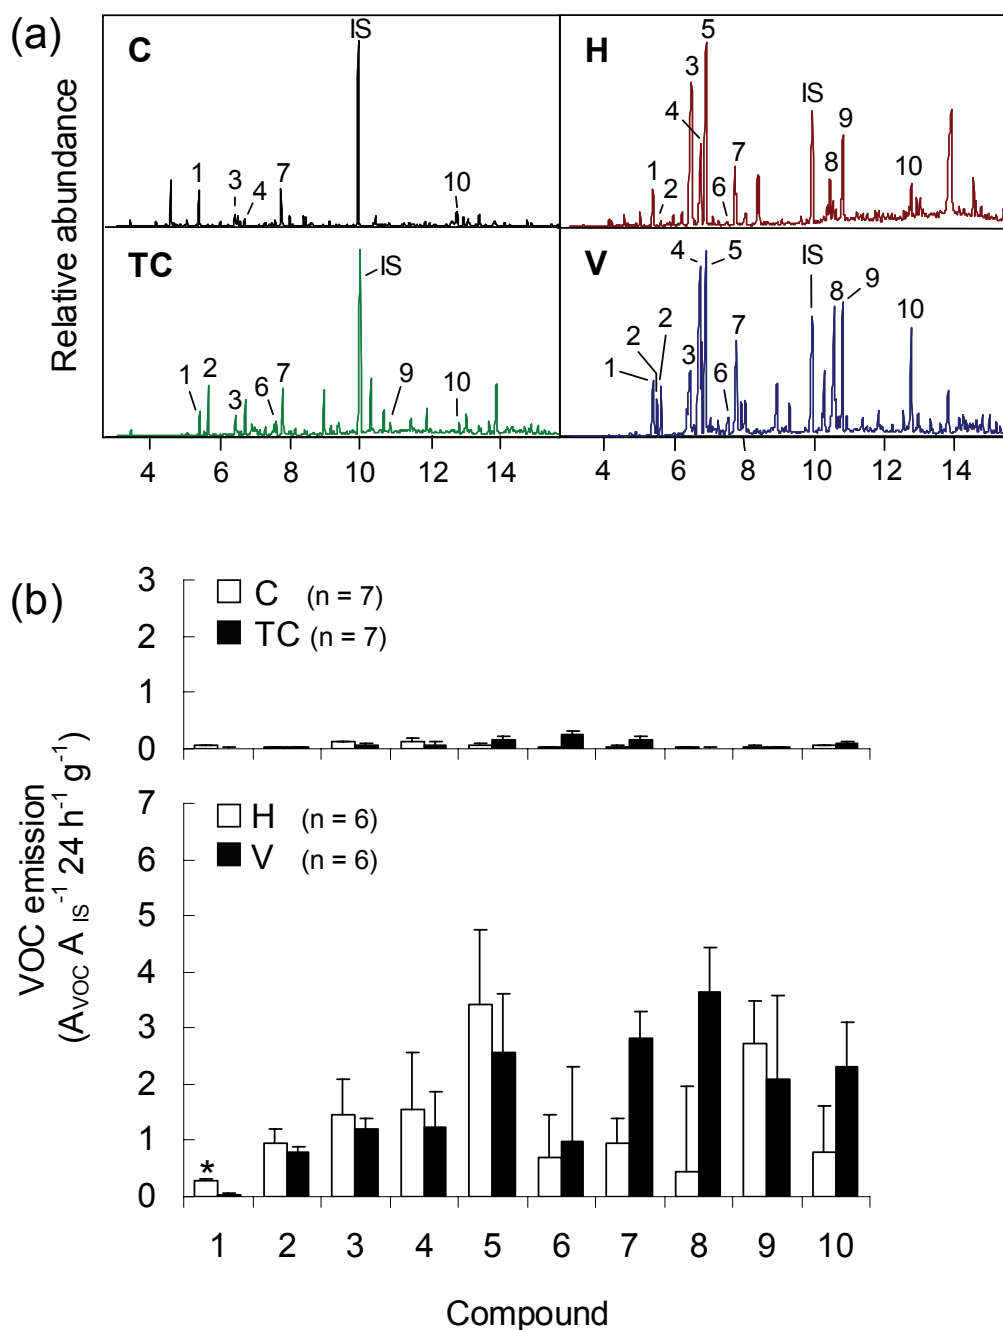 (a)
C
IS
1
3
4
7
10
H
5
3
4
1
2
6
7
IS
8
9
10
Relative abundance
TC
IS
1
2
3
6
7
9
10
V
4
5
2
2
1
3
6
7
IS
8
9
10
4 6 8 10 12 14
4 6 8 10 12 14
(b)
3
2
1
0
C (n = 7)
TC (n = 7)
VOC emission
(A_VOC A_IS^-1 24 h^-1 g^-1)
7
6
5
4
3
2
1
0
H (n = 6)
V (n = 6)
*
1 2 3 4 5 6 7 8 9 10
Compound